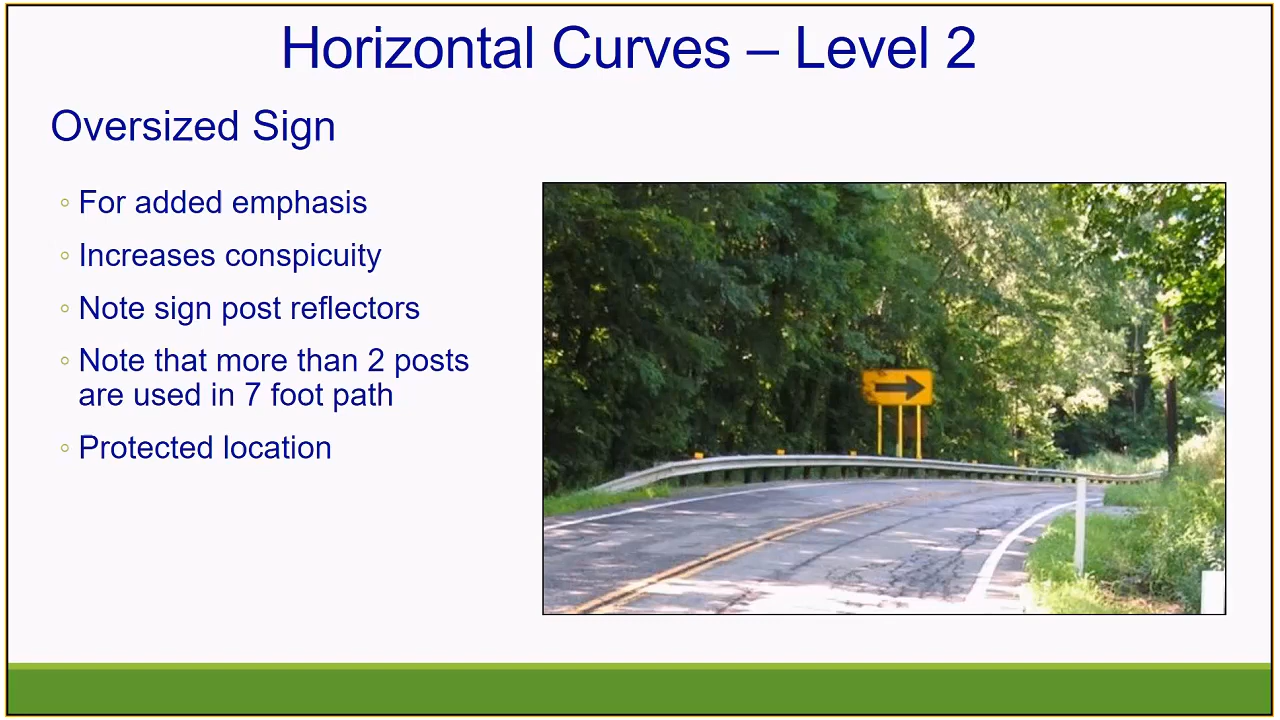 Horizontal Curves – Level 2
Oversized Sign
◦ For added emphasis
◦ Increases conspicuity
◦ Note sign post reflectors
◦ Note that more than 2 posts
are used in 7 foot path
◦ Protected location